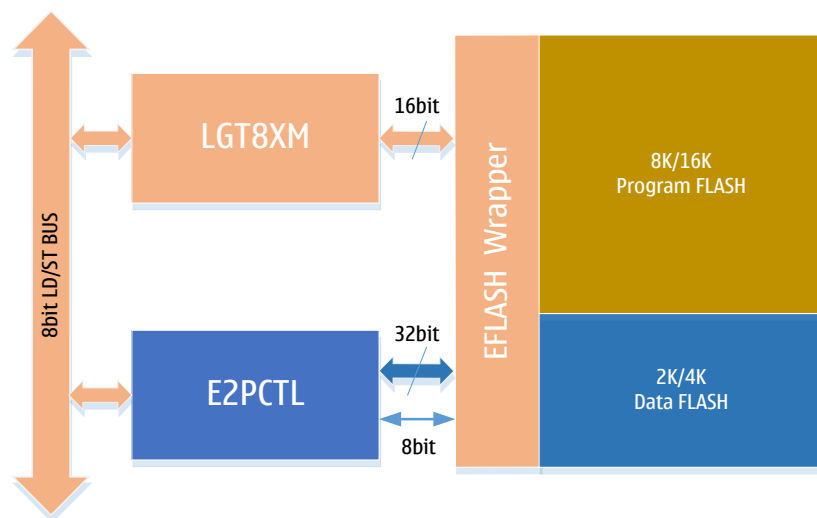 8bit LD/ST BUS
LGT8XM
16bit
EFLASH Wrapper
8K/16K
Program FLASH
E2PCTL
32bit
8bit
2K/4K
Data FLASH